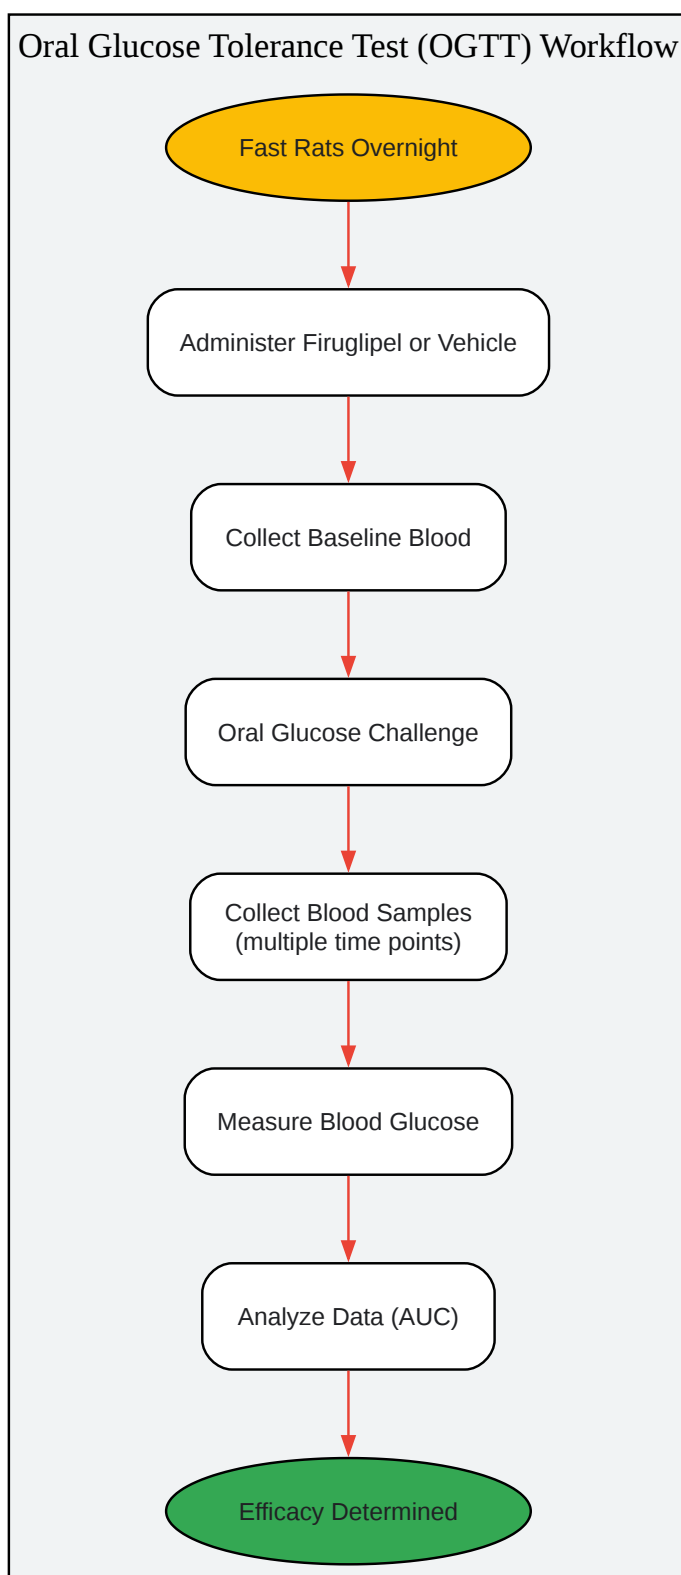 Oral Glucose Tolerance Test (OGTT) Workflow
Fast Rats Overnight
Administer Firuglipel or Vehicle
Collect Baseline Blood
Oral Glucose Challenge
Collect Blood Samples
(multiple time points)
Measure Blood Glucose
Analyze Data (AUC)
Efficacy Determined